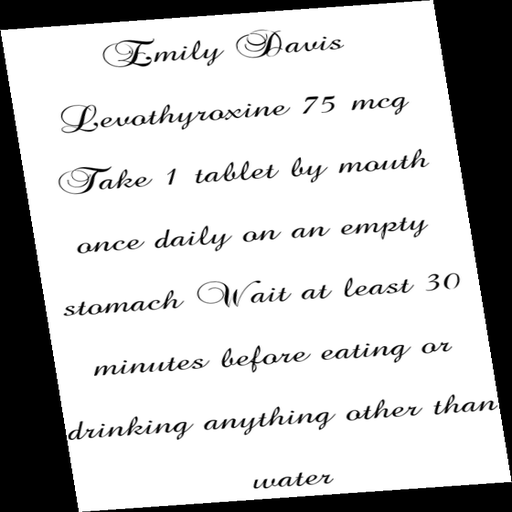 Emily Davis
Levothyroxine 75 mcg
Take 1 tablet by mouth
once daily on an empty
stomach Wait at least 30
minutes before eating or
drinking anything other than
water